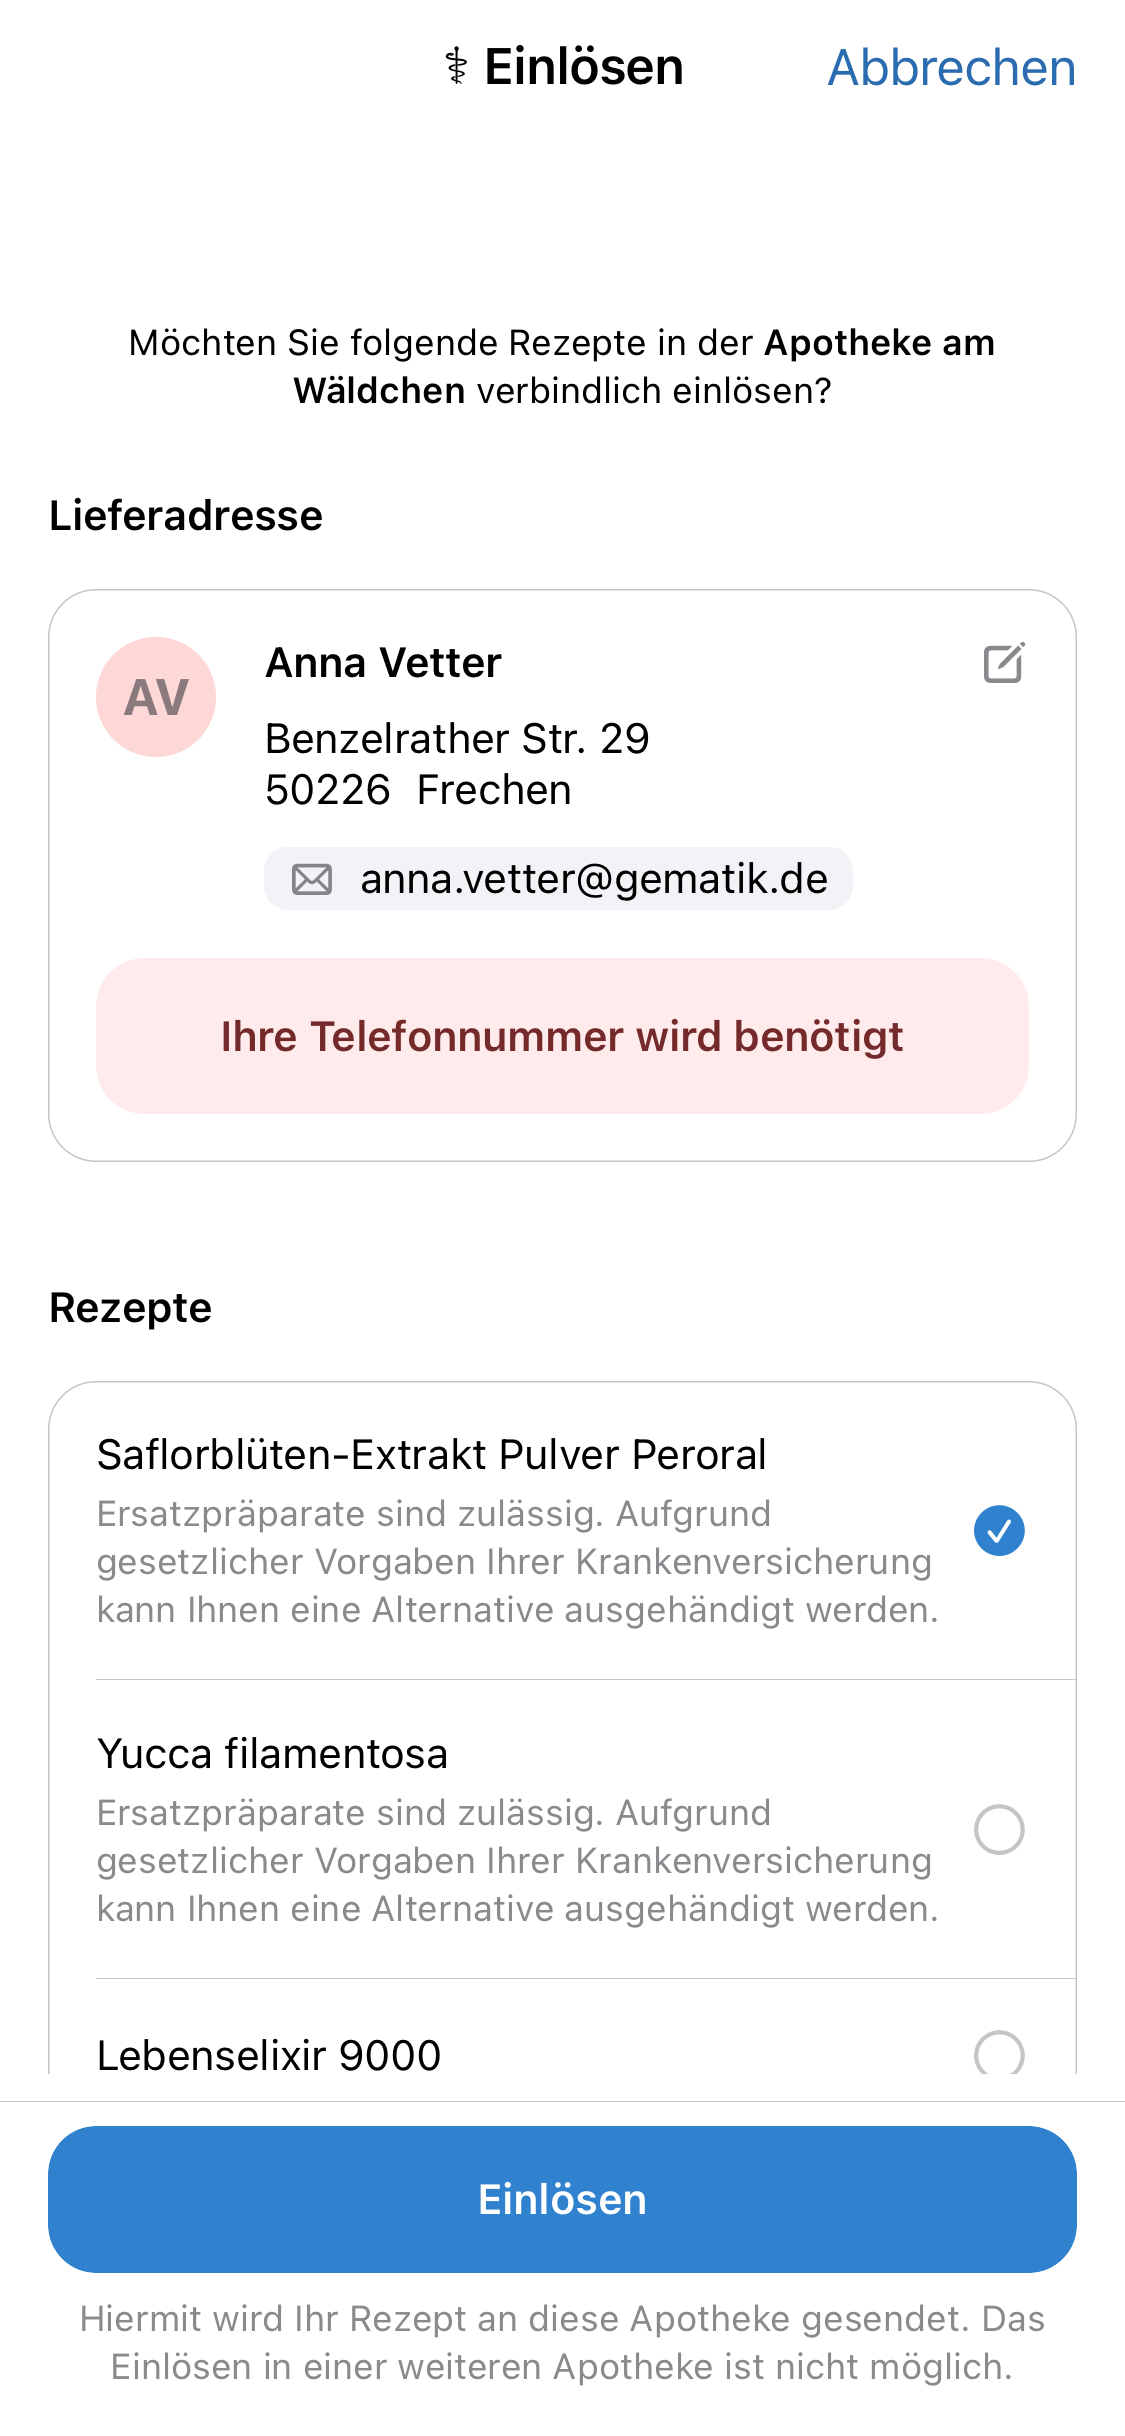 ⚕ Einlösen
Abbrechen
Möchten Sie folgende Rezepte in der Apotheke am
Wäldchen verbindlich einlösen?
Lieferadresse
AV
Anna Vetter
Benzelrather Str. 29
50226 Frechen
anna.vetter@gematik.de
Ihre Telefonnummer wird benötigt
Rezepte
Saflorblüten-Extrakt Pulver Peroral
Ersatzpräparate sind zulässig. Aufgrund
gesetzlicher Vorgaben Ihrer Krankenversicherung
kann Ihnen eine Alternative ausgehändigt werden.
Yucca filamentosa
Ersatzpräparate sind zulässig. Aufgrund
gesetzlicher Vorgaben Ihrer Krankenversicherung
kann Ihnen eine Alternative ausgehändigt werden.
Lebenselixir 9000
Einlösen
Hiermit wird Ihr Rezept an diese Apotheke gesendet. Das
Einlösen in einer weiteren Apotheke ist nicht möglich.